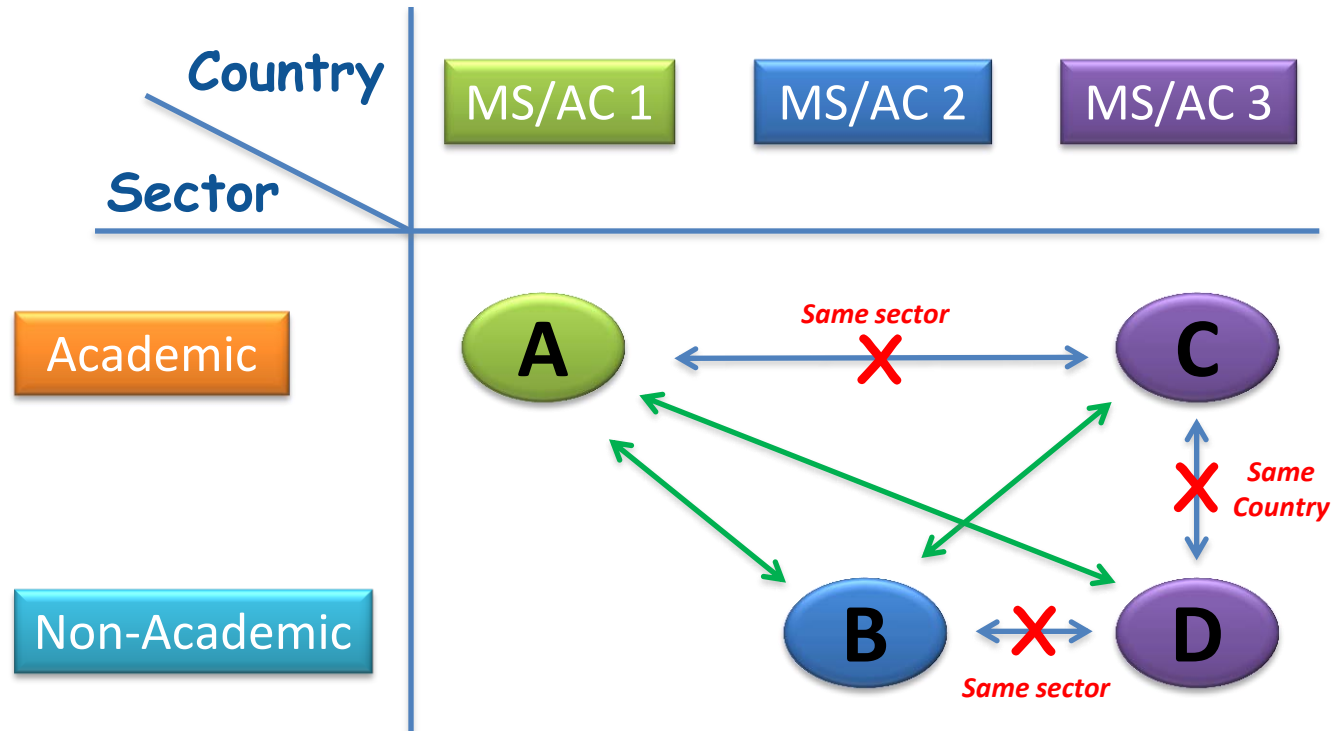 Country
MS/AC 1
MS/AC 2
MS/AC 3
Sector
Academic
A
Same sector
C
Same
Country
Non-Academic
B
D
Same sector